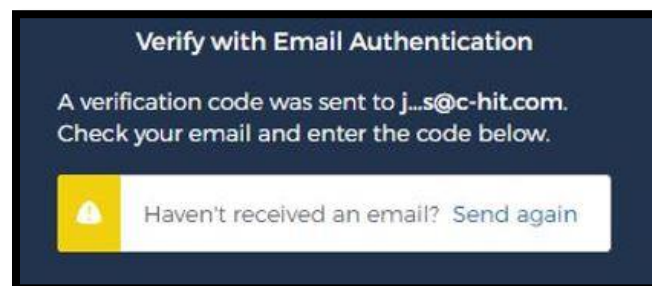 Verify with Email Authentication
A verification code was sent to j...s@c-hit.com.
Check your email and enter the code below.
Haven't received an email? Send again